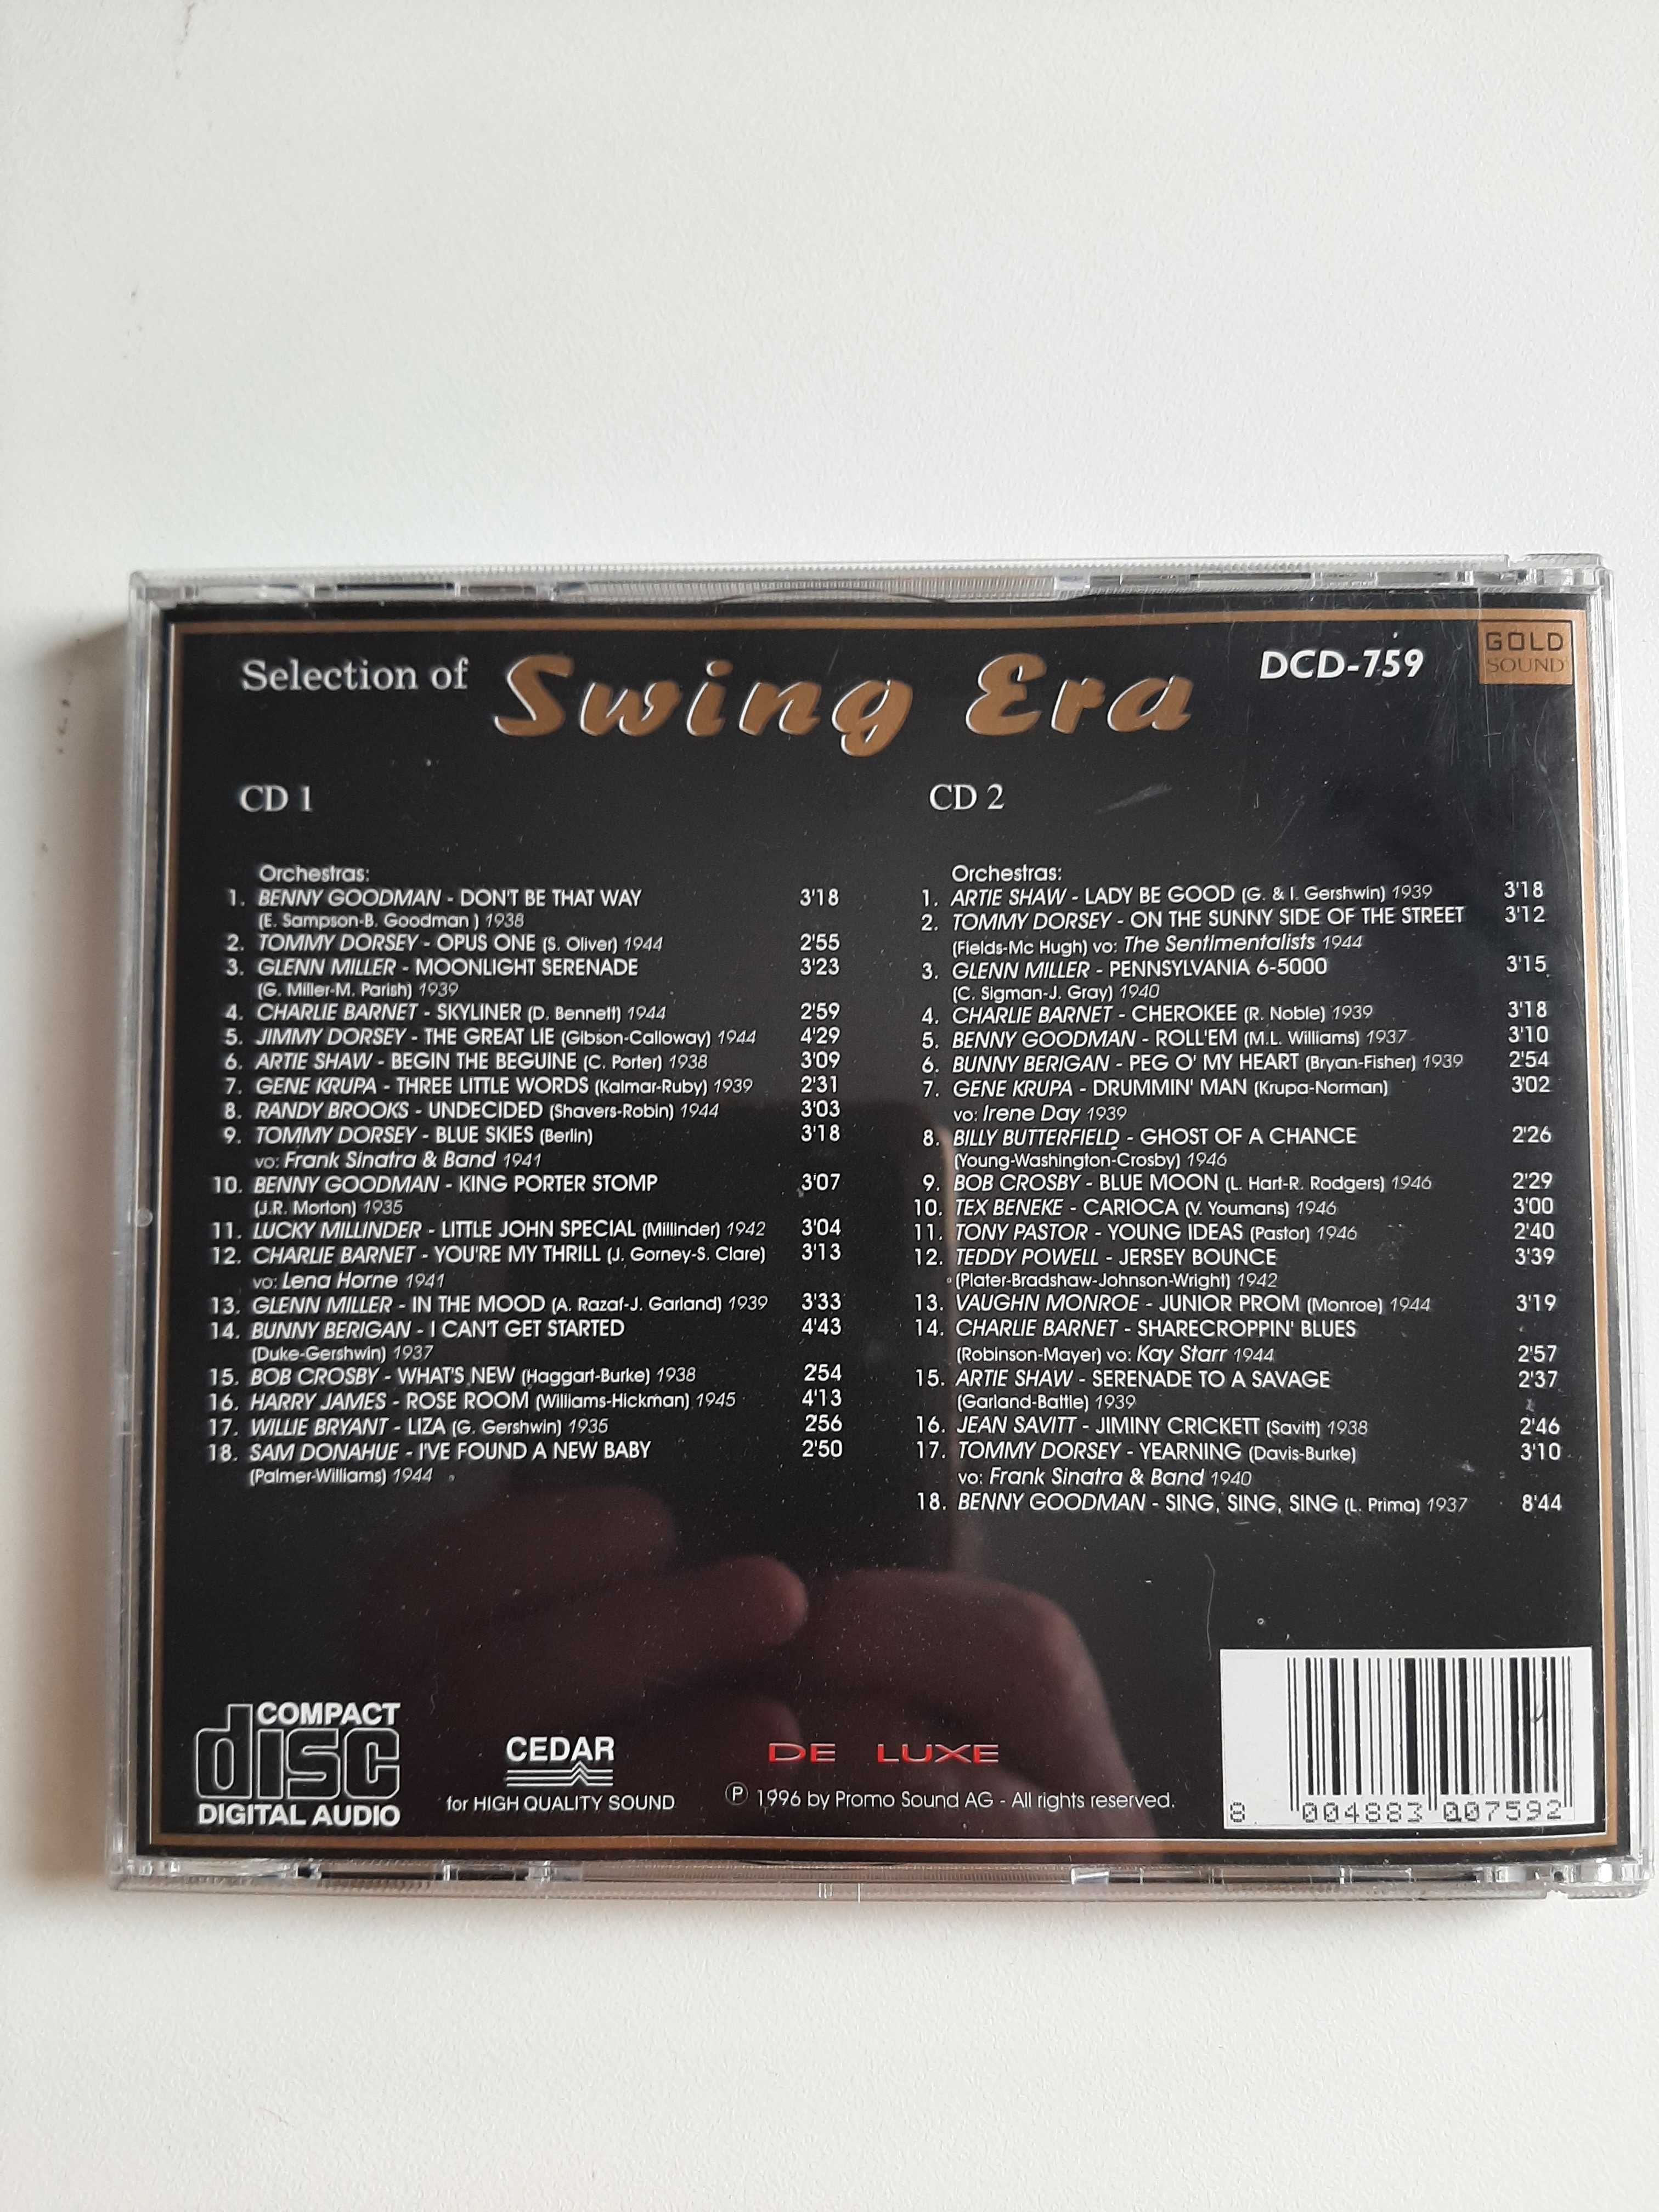 Selection of Swing Era
DCD-759
GOLD
SOUND
CD 1
Orchestras:
1. BENNY GOODMAN - DON'T BE THAT WAY 3'18
(E. Sampson-B. Goodman ) 1938
2. TOMMY DORSEY - OPUS ONE (S. Oliver) 1944 2'55
3. GLENN MILLER - MOONLIGHT SERENADE 3'23
(G. Miller-M. Parish) 1939
4. CHARLIE BARNET - SKYLINER (D. Bennett) 1944 2'59
5. JIMMY DORSEY - THE GREAT LIE (Gibson-Calloway) 1944 4'29
6. ARTIE SHAW - BEGIN THE BEGUINE (C. Porter) 1938 3'09
7. GENE KRUPA - THREE LITTLE WORDS (Kalmar-Ruby) 1939 2'31
8. RANDY BROOKS - UNDECIDED (Shavers-Robin) 1944 3'03
9. TOMMY DORSEY - BLUE SKIES (Berlin) 3'18
vo: Frank Sinatra & Band 1941
10. BENNY GOODMAN - KING PORTER STOMP 3'07
(J.R. Morton) 1935
11. LUCKY MILLINDER - LITTLE JOHN SPECIAL (Millinder) 1942 3'04
12. CHARLIE BARNET - YOU'RE MY THRILL (J. Gorney-S. Clare) 3'13
vo: Lena Horne 1941
13. GLENN MILLER - IN THE MOOD (A. Razaf-J. Garland) 1939 3'33
14. BUNNY BERIGAN - I CAN'T GET STARTED 4'43
(Duke-Gershwin) 1937
15. BOB CROSBY - WHAT'S NEW (Haggart-Burke) 1938 2'54
16. HARRY JAMES - ROSE ROOM (Williams-Hickman) 1945 4'13
17. WILLIE BRYANT - LIZA (G. Gershwin) 1935 2'56
18. SAM DONAHUE - I'VE FOUND A NEW BABY 2'50
(Palmer-Williams) 1944
CD 2
Orchestras:
1. ARTIE SHAW - LADY BE GOOD (G. & I. Gershwin) 1939 3'18
2. TOMMY DORSEY - ON THE SUNNY SIDE OF THE STREET 3'12
(Fields-Mc Hugh) vo: The Sentimentalists 1944
3. GLENN MILLER - PENNSYLVANIA 6-5000 3'15
(C. Sigman-J. Gray) 1940
4. CHARLIE BARNET - CHEROKEE (R. Noble) 1939 3'18
5. BENNY GOODMAN - ROLL'EM (M.L. Williams) 1937 3'10
6. BUNNY BERIGAN - PEG O' MY HEART (Bryan-Fisher) 1939 2'54
7. GENE KRUPA - DRUMMIN' MAN (Krupa-Norman) 3'02
vo: Irene Day 1939
8. BILLY BUTTERFIELD - GHOST OF A CHANCE 2'26
(Young-Washington-Crosby) 1946
9. BOB CROSBY - BLUE MOON (L. Hart-R. Rodgers) 1946 2'29
10. TEX BENEKE - CARIOCA (V. Youmans) 1946 3'00
11. TONY PASTOR - YOUNG IDEAS (Pastor) 1946 2'40
12. TEDDY POWELL - JERSEY BOUNCE 3'39
(Plater-Bradshaw-Johnson-Wright) 1942
13. VAUGHN MONROE - JUNIOR PROM (Monroe) 1944 3'19
14. CHARLIE BARNET - SHARECROPPIN' BLUES
(Robinson-Mayer) vo: Kay Starr 1944 2'57
15. ARTIE SHAW - SERENADE TO A SAVAGE 2'37
(Garland-Battle) 1939
16. JEAN SAVITT - JIMINY CRICKETT (Savitt) 1938 2'46
17. TOMMY DORSEY - YEARNING (Davis-Burke) 3'10
vo: Frank Sinatra & Band 1940
18. BENNY GOODMAN - SING, SING, SING (L. Prima) 1937 8'44
COMPACT
disc
DIGITAL AUDIO
CEDAR
for HIGH QUALITY SOUND
DE LUXE
℗ 1996 by Promo Sound AG - All rights reserved.
8 004883 007592